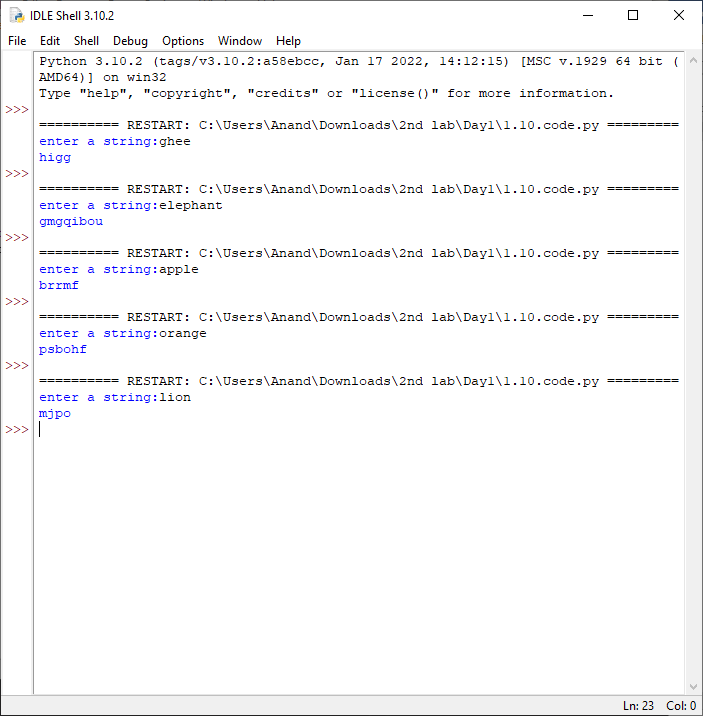 IDLE Shell 3.10.2
File Edit Shell Debug Options Window Help
Python 3.10.2 (tags/v3.10.2:a58ebcc, Jan 17 2022, 14:12:15) [MSC v.1929 64 bit (
AMD64)] on win32
Type "help", "copyright", "credits" or "license()" for more information.
>>>
========== RESTART: C:\Users\Anand\Downloads\2nd lab\Day1\1.10.code.py =========
enter a string:ghee
higg
>>>
========== RESTART: C:\Users\Anand\Downloads\2nd lab\Day1\1.10.code.py =========
enter a string:elephant
gmgqibou
>>>
========== RESTART: C:\Users\Anand\Downloads\2nd lab\Day1\1.10.code.py =========
enter a string:apple
brrmf
>>>
========== RESTART: C:\Users\Anand\Downloads\2nd lab\Day1\1.10.code.py =========
enter a string:orange
psbohf
>>>
========== RESTART: C:\Users\Anand\Downloads\2nd lab\Day1\1.10.code.py =========
enter a string:lion
mjpo
>>>
Ln: 23 Col: 0